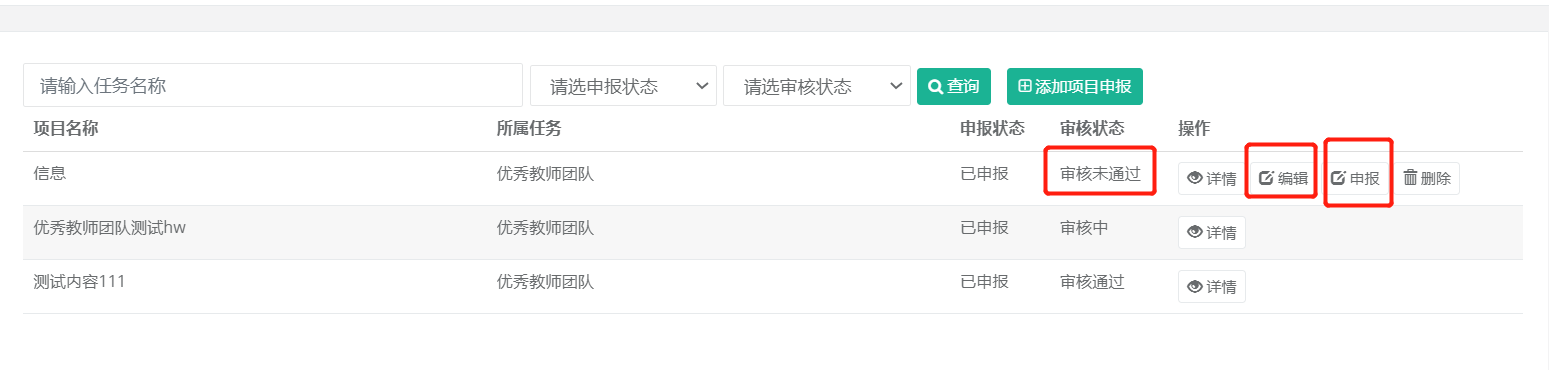 请输入任务名称 请选申报状态 请选审核状态 查询 添加项目申报
项目名称 所属任务 申报状态 审核状态 操作
信息 优秀教师团队 已申报 审核未通过 详情 编辑 申报 删除
优秀教师团队测试hw 优秀教师团队 已申报 审核中 详情
测试内容111 优秀教师团队 已申报 审核通过 详情